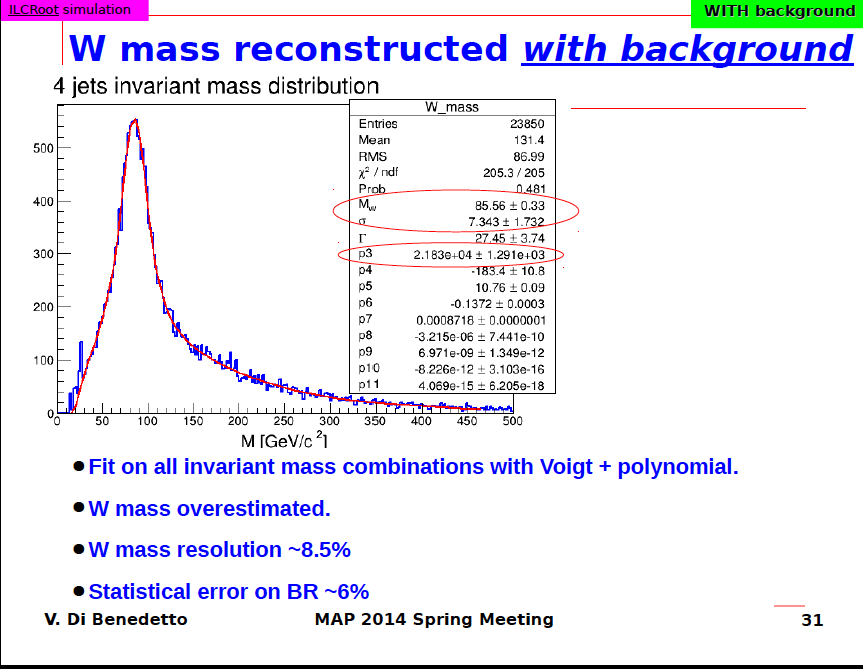 ILCRoot simulation
WITH background
W mass reconstructed with background
4 jets invariant mass distribution
W_mass
Entries 23850
Mean 131.4
RMS 86.99
χ² / ndf 205.3 / 205
Prob 0.481
Mw 85.56 ± 0.33
σ 7.343 ± 1.732
Γ 27.45 ± 3.74
p3 2.183e+04 ± 1.291e+03
p4 -183.4 ± 10.8
p5 10.76 ± 0.09
p6 -0.1372 ± 0.0003
p7 0.0008718 ± 0.0000001
p8 -3.215e-06 ± 7.441e-10
p9 6.971e-09 ± 1.349e-12
p10 -8.226e-12 ± 3.103e-16
p11 4.069e-15 ± 6.205e-18
500
400
300
200
100
0
0 50 100 150 200 250 300 350 400 450 500
M [GeV/c²]
● Fit on all invariant mass combinations with Voigt + polynomial.
● W mass overestimated.
● W mass resolution ~8.5%
● Statistical error on BR ~6%
V. Di Benedetto MAP 2014 Spring Meeting 31